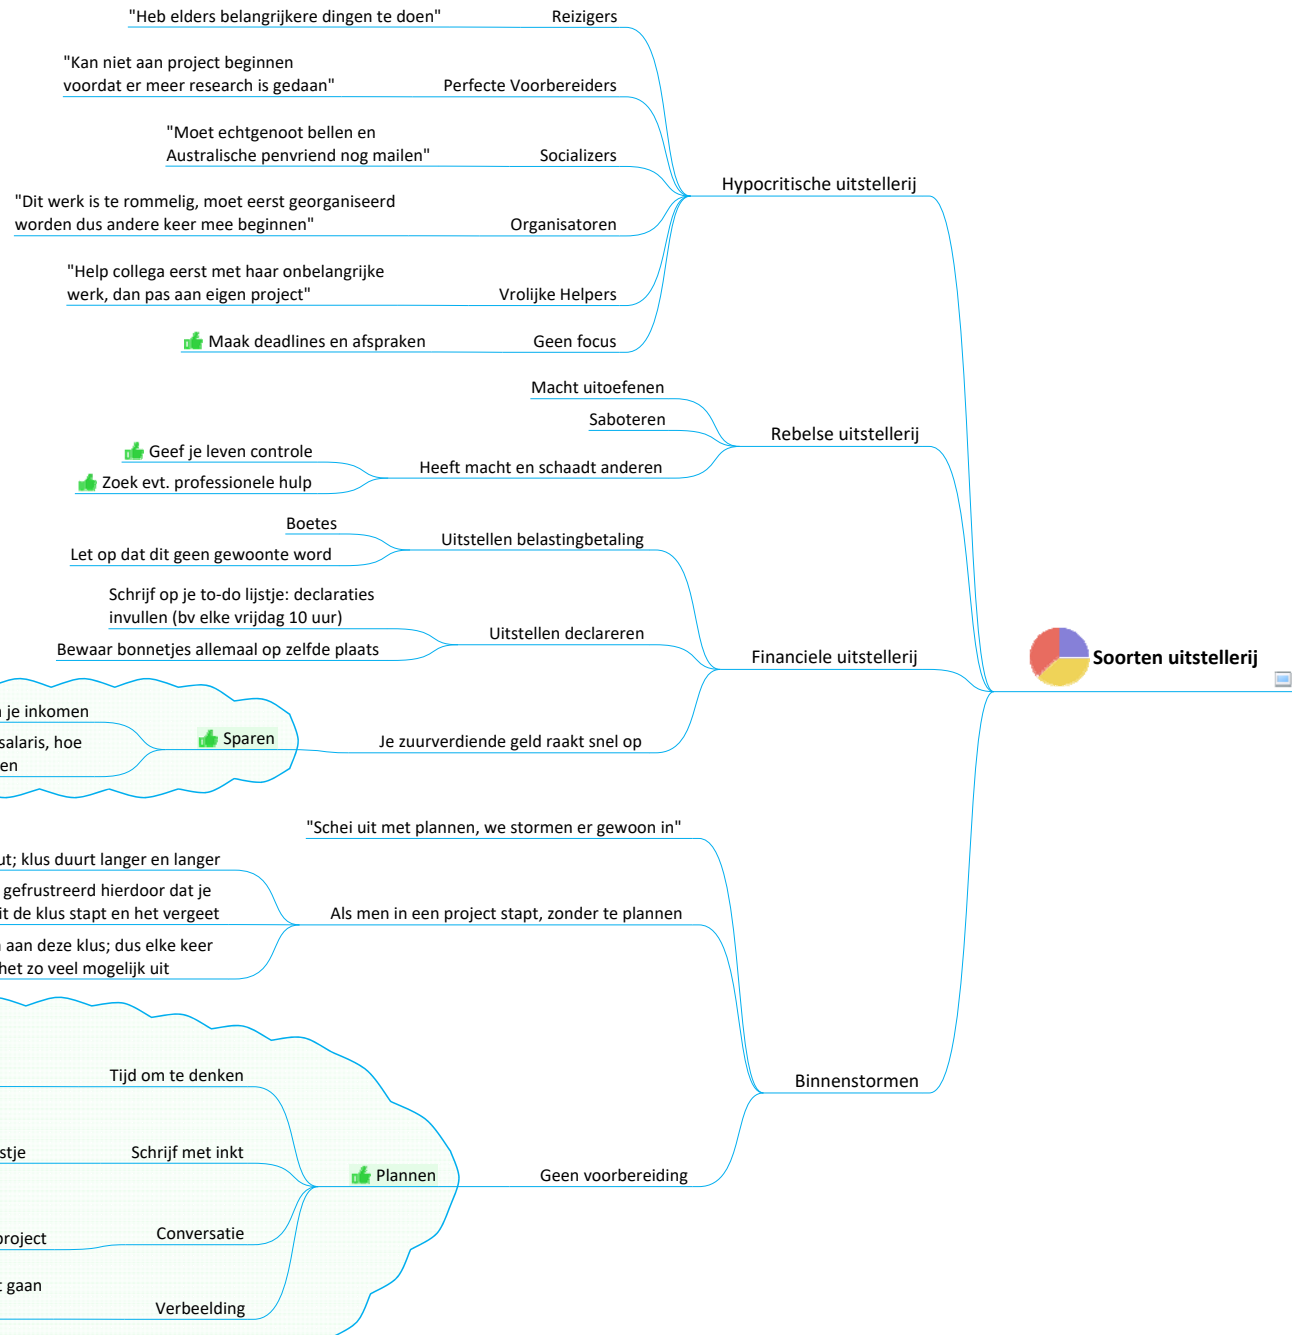 "Heb elders belangrijkere dingen te doen"
Reizigers
"Kan niet aan project beginnen
voordat er meer research is gedaan"
Perfecte Voorbereiders
"Moet echtgenoot bellen en
Australische penvriend nog mailen"
Socializers
Hypocritische uitstellerij
"Dit werk is te rommelig, moet eerst georganiseerd
worden dus andere keer mee beginnen"
Organisatoren
"Help collega eerst met haar onbelangrijke
werk, dan pas aan eigen project"
Vrolijke Helpers
Maak deadlines en afspraken
Geen focus
Macht uitoefenen
Saboteren
Rebelse uitstellerij
Geef je leven controle
Zoek evt. professionele hulp
Heeft macht en schaadt anderen
Boetes
Let op dat dit geen gewoonte word
Uitstellen belastingbetaling
Schrijf op je to-do lijstje: declaraties
invullen (bv elke vrijdag 10 uur)
Bewaar bonnetjes allemaal op zelfde plaats
Uitstellen declareren
Financiele uitstellerij
Soorten uitstellerij
je inkomen
salaris, hoe
en
Sparen
Je zuurverdiende geld raakt snel op
"Schei uit met plannen, we stormen er gewoon in"
ut; klus duurt langer en langer
gefrustreerd hierdoor dat je
it de klus stapt en het vergeet
aan deze klus; dus elke keer
het zo veel mogelijk uit
Als men in een project stapt, zonder te plannen
Binnenstormen
Tijd om te denken
stje
Schrijf met inkt
Plannen
Geen voorbereiding
project
Conversatie
gaan
Verbeelding